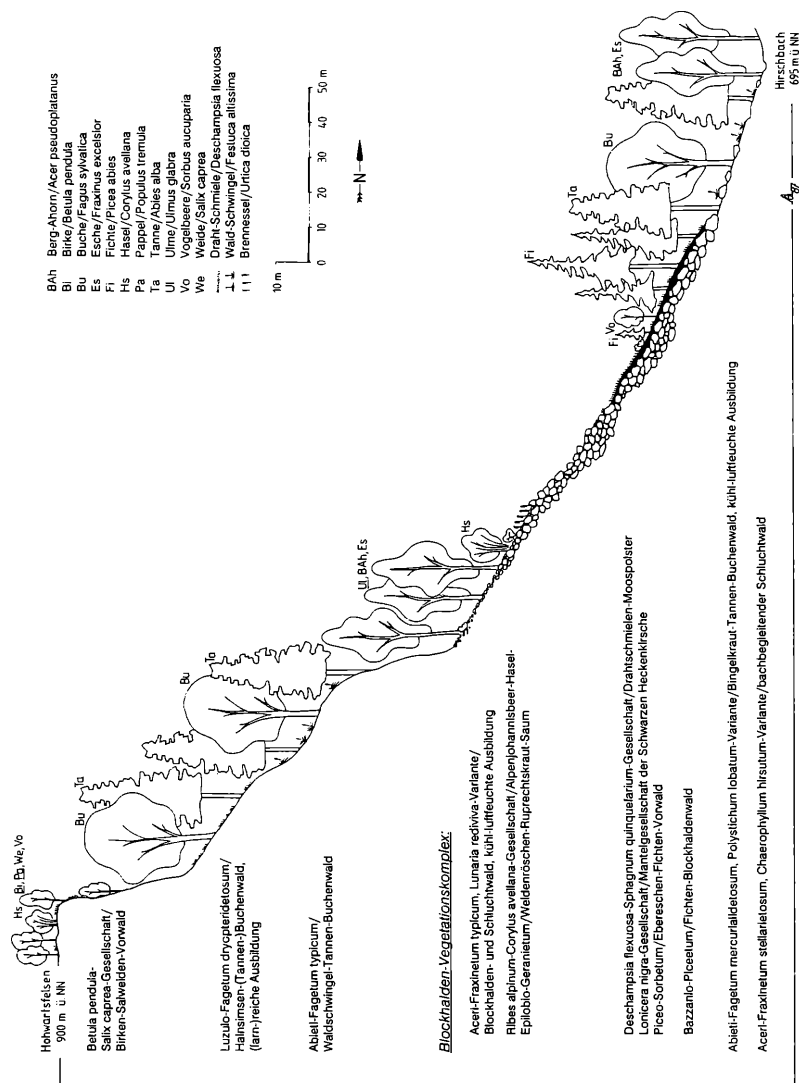 Hohwartsfelsen
900 m ü NN
Hs
Bi, Pa, We, Vo
Bu
Ta
Bu
Ta
Ul, BAh, Es
Hs
Fi, Vo
Fi
Ta
Bu
BAh, Es
Hirschbach
695 m ü NN
BAh Berg-Ahorn/Acer pseudoplatanus
Bi Birke/Betula pendula
Bu Buche/Fagus sylvatica
Es Esche/Fraxinus excelsior
Fi Fichte/Picea abies
Hs Hasel/Corylus avellana
Pa Pappel/Populus tremula
Ta Tanne/Abies alba
Ul Ulme/Ulmus glabra
Vo Vogelbeere/Sorbus aucuparia
We Weide/Salix caprea
Draht-Schmiele/Deschampsia flexuosa
Wald-Schwingel/Festuca altissima
Brennessel/Urtica dioica
10 m
0 10 20 30 40 50 m
N
Betula pendula-
Salix caprea-Gesellschaft/
Birken-Salweiden-Vorwald
Luzulo-Fagetum dryopteridetosum/
Hainsimsen-(Tannen-)Buchenwald,
(farn-)reiche Ausbildung
Abieti-Fagetum typicum/
Waldschwingel-Tannen-Buchenwald
Blockhalden-Vegetationskomplex:
Aceri-Fraxinetum typicum, Lunaria rediviva-Variante/
Blockhalden- und Schluchtwald, kühl-luftfeuchte Ausbildung
Ribes alpinum-Corylus avellana-Gesellschaft/Alpenjohannisbeer-Hasel-
Epilobio-Geranietum/Weidenröschen-Ruprechtskraut-Saum
Deschampsia flexuosa-Sphagnum quinquefarium-Gesellschaft/Drahtschmielen-Moospolster
Lonicera nigra-Gesellschaft/Mantelgesellschaft der Schwarzen Heckenkirsche
Piceo-Sorbetum/Ebereschen-Fichten-Vorwald
Bazzanio-Piceetum/Fichten-Blockhaldenwald
Abieti-Fagetum mercurialidetosum, Polystichum lobatum-Variante/Bingelkraut-Tannen-Buchenwald, kühl-luftfeuchte Ausbildung
Aceri-Fraxinetum stellarietosum, Chaerophyllum hirsutum-Variante/bachbegleitender Schluchtwald